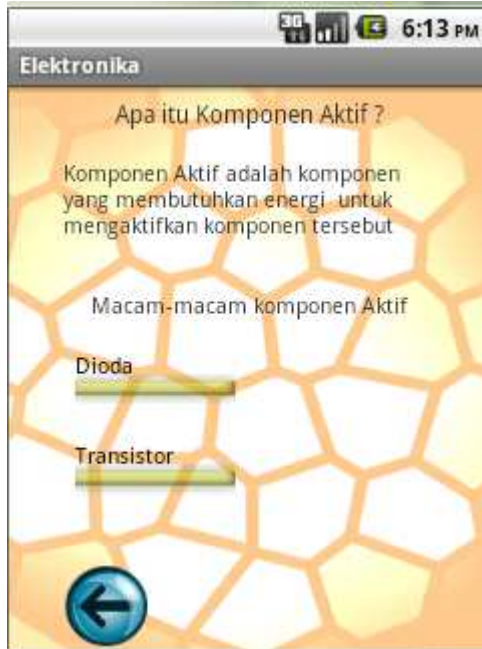 3G 6:13 PM
Elektronika
Apa itu Komponen Aktif ?
Komponen Aktif adalah komponen
yang membutuhkan energi untuk
mengaktifkan komponen tersebut
Macam-macam komponen Aktif
Dioda
Transistor